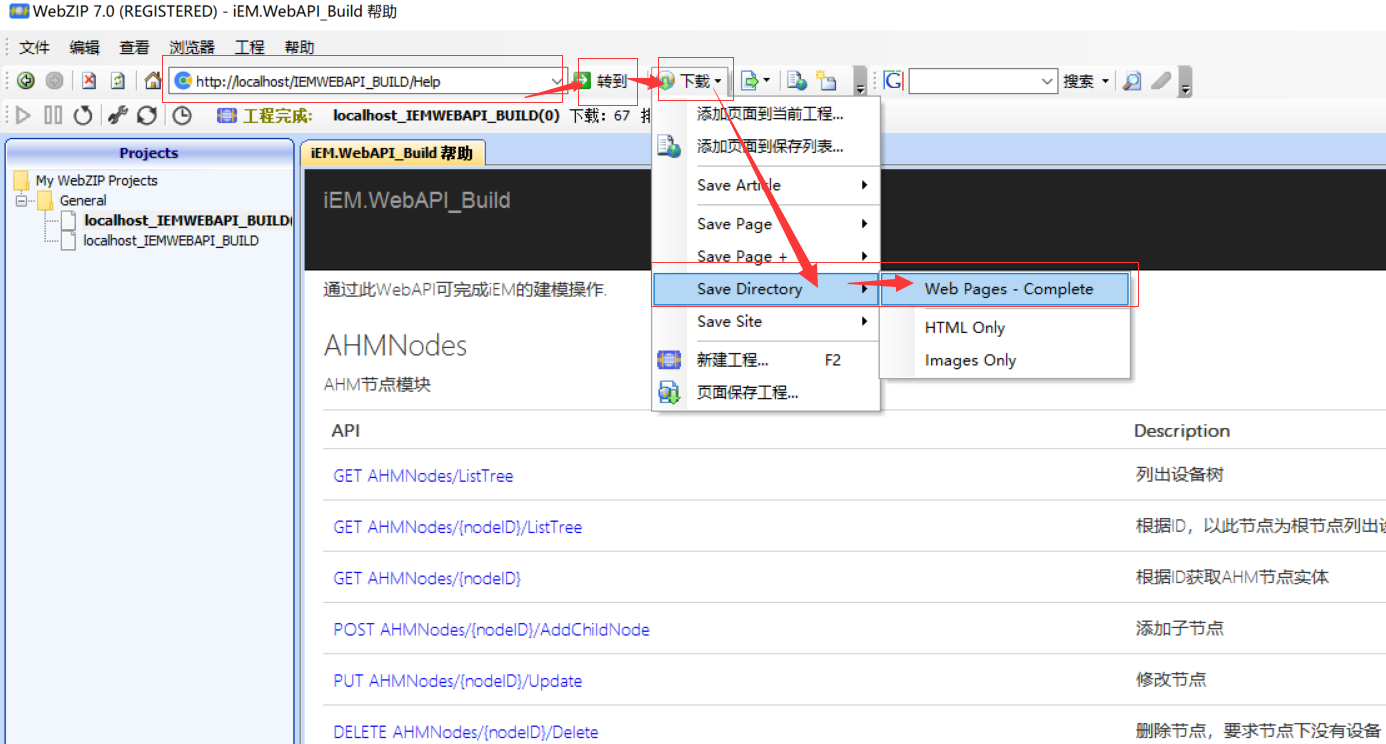 WebZIP 7.0 (REGISTERED) - iEM.WebAPI_Build 帮助
文件 编辑 查看 浏览器 工程 帮助
http://localhost/IEMWEBAPI_BUILD/Help 转到 下载 搜索
工程完成: localhost_IEMWEBAPI_BUILD(0) 下载: 67
添加页面到当前工程...
添加页面到保存列表...
Save Article
Save Page
Save Page +
Save Directory
Save Site
新建工程... F2
页面保存工程...
Web Pages - Complete
HTML Only
Images Only
Projects
My WebZIP Projects
General
localhost_IEMWEBAPI_BUILD(
localhost_IEMWEBAPI_BUILD
iEM.WebAPI_Build 帮助
iEM.WebAPI_Build
通过此WebAPI可完成iEM的建模操作.
AHMNodes
AHM节点模块
API Description
GET AHMNodes/ListTree 列出设备树
GET AHMNodes/{nodeID}/ListTree 根据ID，以此节点为根节点列出设
GET AHMNodes/{nodeID} 根据ID获取AHM节点实体
POST AHMNodes/{nodeID}/AddChildNode 添加子节点
PUT AHMNodes/{nodeID}/Update 修改节点
DELETE AHMNodes/{nodeID}/Delete 删除节点，要求节点下没有设备